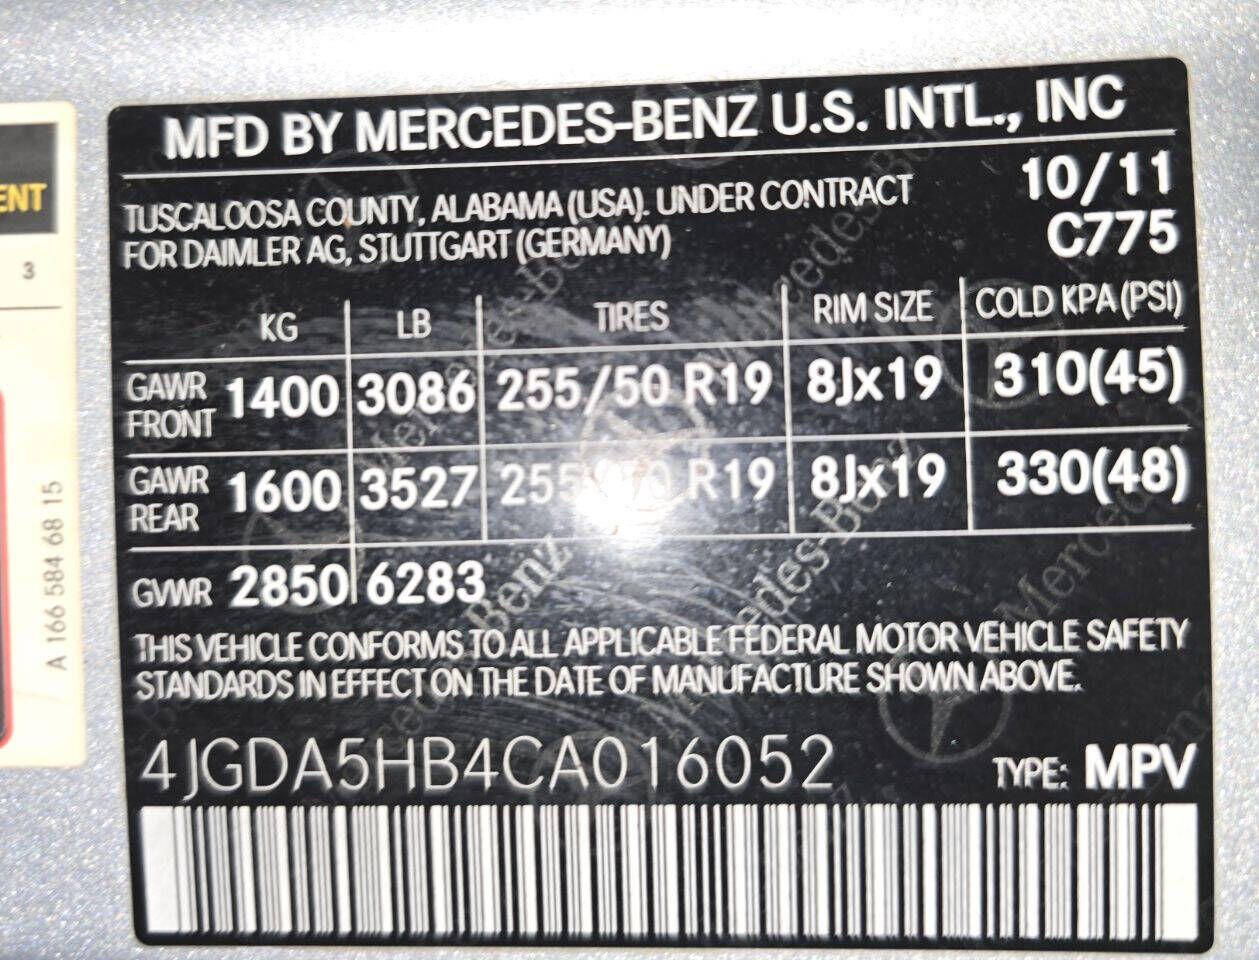 MFD BY MERCEDES-BENZ U.S. INTL., INC
TUSCALOOSA COUNTY, ALABAMA (USA). UNDER CONTRACT
FOR DAIMLER AG, STUTTGART (GERMANY)
10/11
C775
KG LB TIRES RIM SIZE COLD KPA (PSI)
GAWR FRONT 1400 3086 255/50 R19 8Jx19 310(45)
GAWR REAR 1600 3527 R19 8Jx19 330(48)
GVWR 2850 6283
THIS VEHICLE CONFORMS TO ALL APPLICABLE FEDERAL MOTOR VEHICLE SAFETY
STANDARDS IN EFFECT ON THE DATE OF MANUFACTURE SHOWN ABOVE.
4JGDA5HB4CA016052 TYPE: MPV
3
A 166 584 68 15